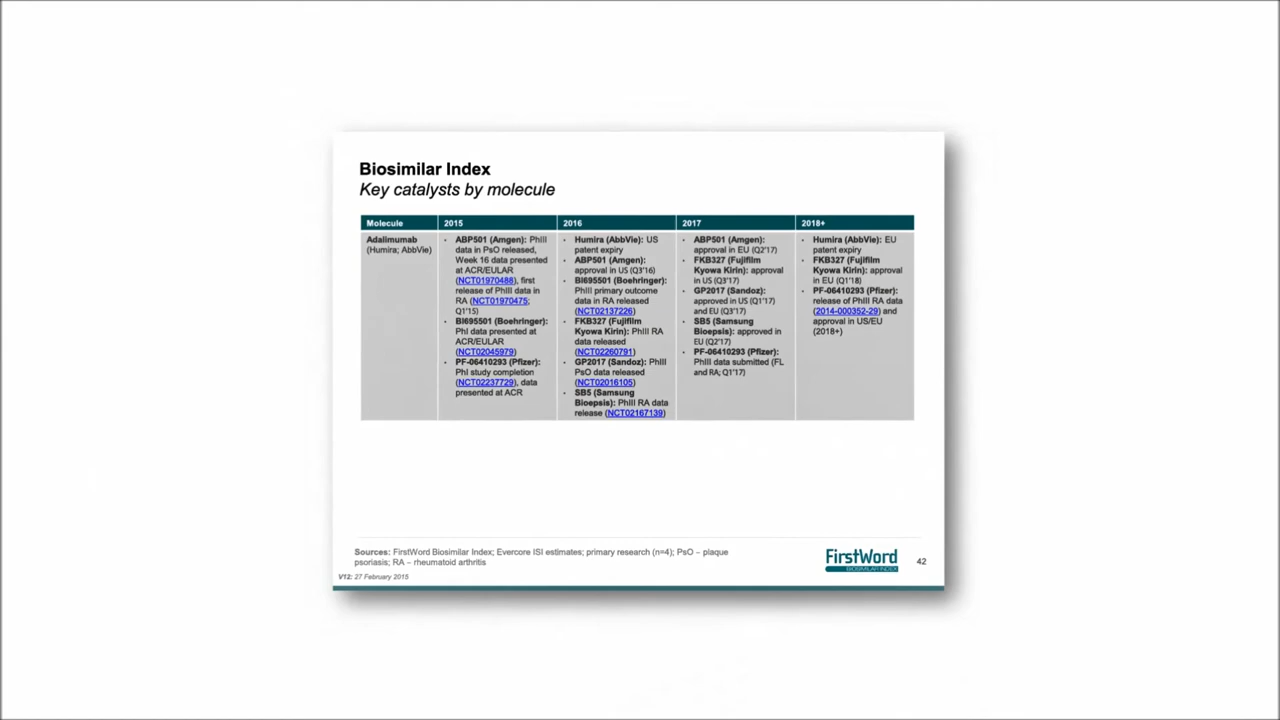 Biosimilar Index
Key catalysts by molecule
Molecule
2015
2016
2017
2018+
Adalimumab
(Humira; AbbVie)
• ABP501 (Amgen): PhIII
data in PsO released,
Week 16 data presented
at ACR/EULAR
(NCT01970488), first
release of PhIII data in
RA (NCT01970475;
Q1'15)
• BI695501 (Boehringer):
PhI data presented at
ACR/EULAR
(NCT02045979)
• PF-06410293 (Pfizer):
PhI study completion
(NCT02237729), data
presented at ACR
• Humira (AbbVie): US
patent expiry
• ABP501 (Amgen):
approval in US (Q3'16)
• BI695501 (Boehringer):
PhIII primary outcome
data in RA released
(NCT02137226)
• FKB327 (Fujifilm
Kyowa Kirin): PhIII RA
data released
(NCT02260791)
• GP2017 (Sandoz): PhIII
PsO data released
(NCT02016105)
• SB5 (Samsung
Bioepsis): PhIII RA data
release (NCT02167139)
• ABP501 (Amgen):
approval in EU (Q2'17)
• FKB327 (Fujifilm
Kyowa Kirin): approval
in US (Q3'17)
• GP2017 (Sandoz):
approved in US (Q1'17)
and EU (Q3'17)
• SB5 (Samsung
Bioepsis): approved in
EU (Q2'17)
• PF-06410293 (Pfizer):
PhIII data submitted (FL
and RA; Q1'17)
• Humira (AbbVie): EU
patent expiry
• FKB327 (Fujifilm
Kyowa Kirin): approval
in EU (Q1'18)
• PF-06410293 (Pfizer):
release of PhIII RA data
(2014-000352-29) and
approval in US/EU
(2018+)
Sources: FirstWord Biosimilar Index; Evercore ISI estimates; primary research (n=4); PsO – plaque
psoriasis; RA – rheumatoid arthritis
V12: 27 February 2015
FirstWord
BIOSIMILAR INDEX
42